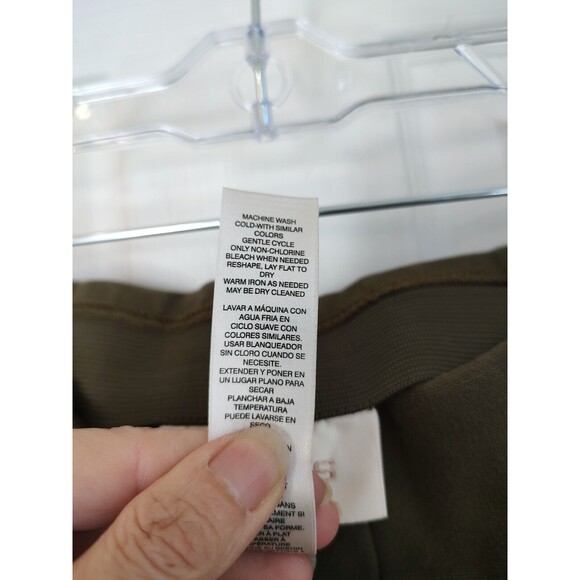 MACHINE WASH
COLD-WITH SIMILAR
COLORS
GENTLE CYCLE
ONLY NON-CHLORINE
BLEACH WHEN NEEDED
RESHAPE, LAY FLAT TO
DRY
WARM IRON AS NEEDED
MAY BE DRY CLEANED
LAVAR A MÁQUINA CON
AGUA FRIA EN
CICLO SUAVE CON
COLORES SIMILARES.
USAR BLANQUEADOR
SIN CLORO CUANDO SE
NECESITE.
EXTENDER Y PONER EN
UN LUGAR PLANO PARA
SECAR
PLANCHAR A BAJA
TEMPERATURA
PUEDE LAVARSE EN
SECO
S